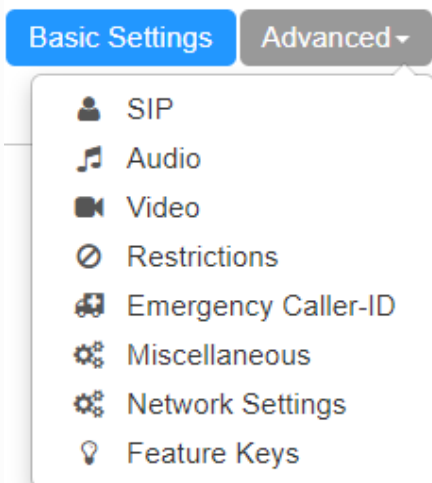 Basic Settings Advanced
SIP
Audio
Video
Restrictions
Emergency Caller-ID
Miscellaneous
Network Settings
Feature Keys